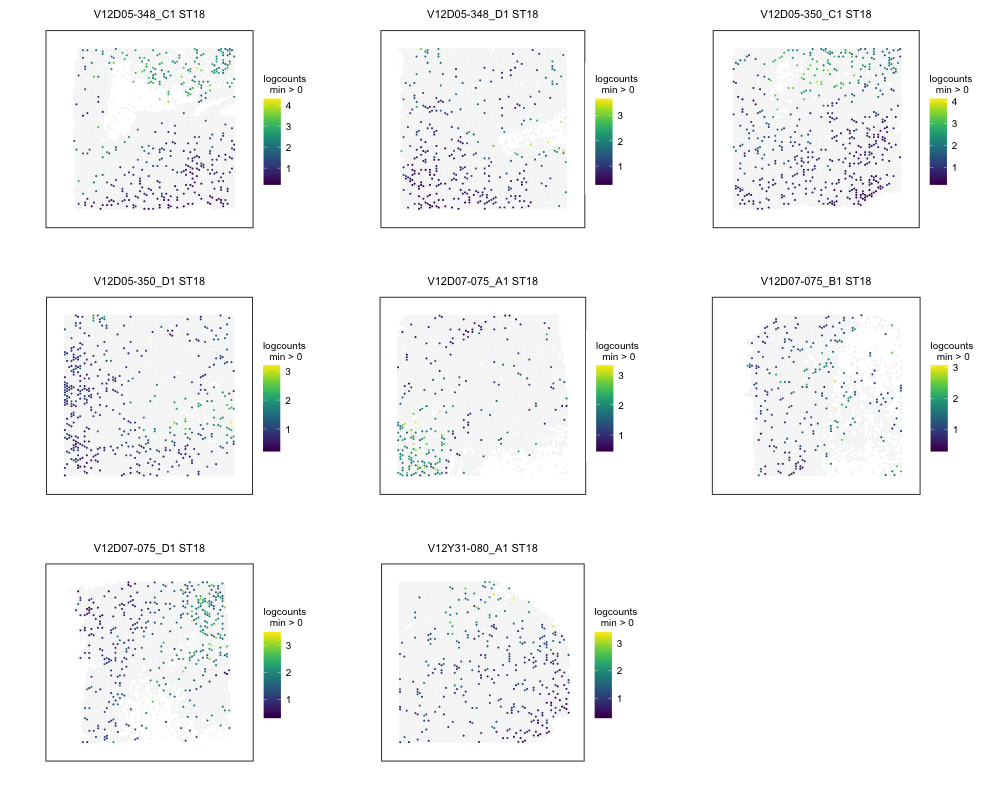 V12D05-348_C1 ST18
logcounts
min > 0
4
3
2
1
V12D05-348_D1 ST18
logcounts
min > 0
3
2
1
V12D05-350_C1 ST18
logcounts
min > 0
4
3
2
1
V12D05-350_D1 ST18
logcounts
min > 0
3
2
1
V12D07-075_A1 ST18
logcounts
min > 0
3
2
1
V12D07-075_B1 ST18
logcounts
min > 0
3
2
1
V12D07-075_D1 ST18
logcounts
min > 0
3
2
1
V12Y31-080_A1 ST18
logcounts
min > 0
3
2
1